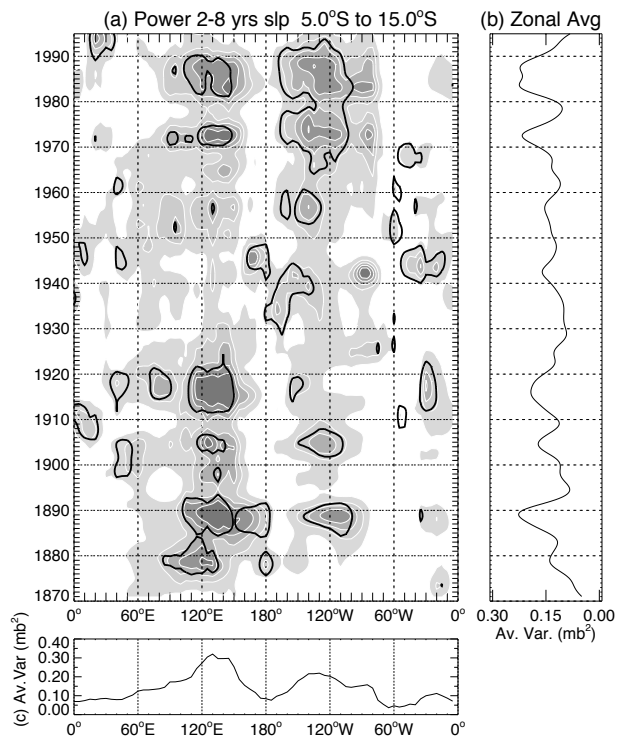 (a) Power 2-8 yrs slp 5.0°S to 15.0°S
(b) Zonal Avg
1990
1980
1970
1960
1950
1940
1930
1920
1910
1900
1890
1880
1870
0° 60°E 120°E 180° 120°W 60°W 0°
0.30 0.15 0.00
Av. Var. (mb²)
(c) Av.Var (mb²)
0.40
0.30
0.20
0.10
0.00
0° 60°E 120°E 180° 120°W 60°W 0°